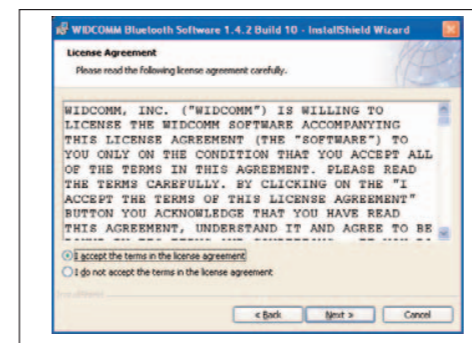 WIDCOMM Bluetooth Software 1.4.2 Build 10 - InstallShield Wizard
License Agreement
Please read the following license agreement carefully.
WIDCOMM, INC. ("WIDCOMM") IS WILLING TO
LICENSE THE WIDCOMM SOFTWARE ACCOMPANYING
THIS LICENSE AGREEMENT (THE "SOFTWARE") TO
YOU ONLY ON THE CONDITION THAT YOU ACCEPT ALL
OF THE TERMS IN THIS AGREEMENT. PLEASE READ
THE TERMS CAREFULLY. BY CLICKING ON THE "I
ACCEPT THE TERMS OF THIS LICENSE AGREEMENT"
BUTTON YOU ACKNOWLEDGE THAT YOU HAVE READ
THIS AGREEMENT, UNDERSTAND IT AND AGREE TO BE
I accept the terms in the license agreement
I do not accept the terms in the license agreement
InstallShield
< Back Next > Cancel